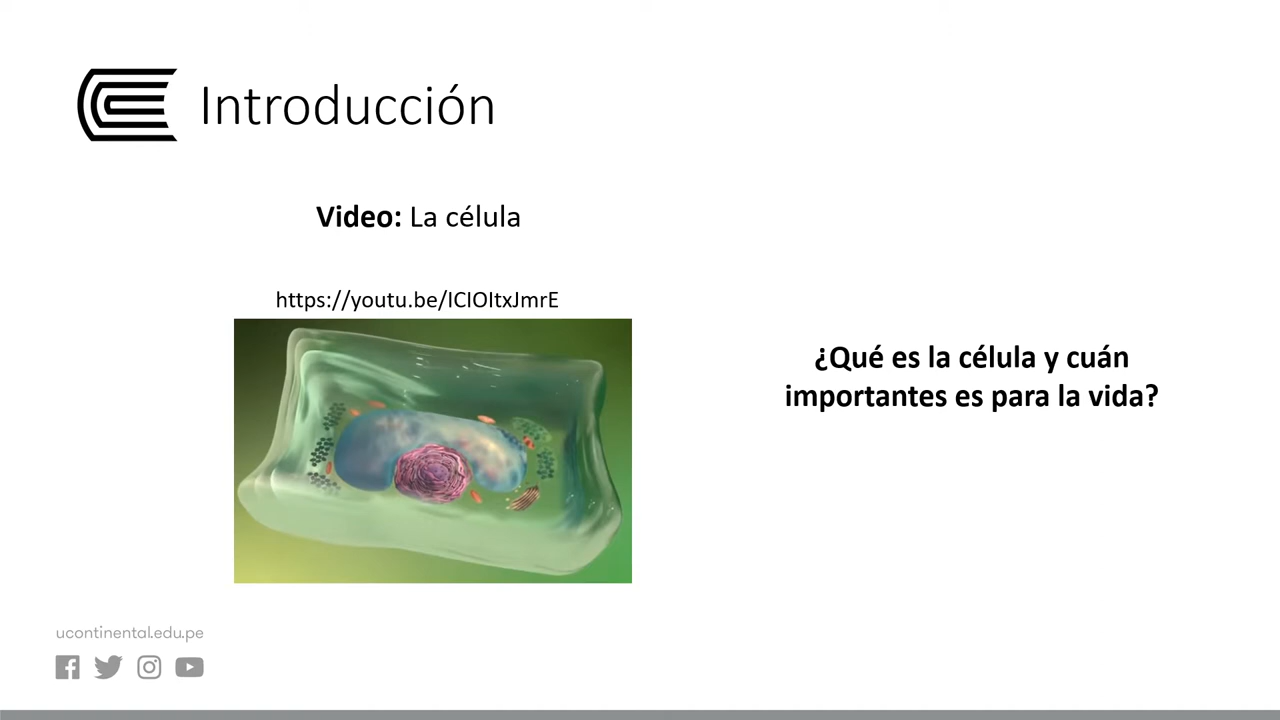 Introducción
Video: La célula
https://youtu.be/ICIOItxJmrE
¿Qué es la célula y cuán
importantes es para la vida?
ucontinental.edu.pe